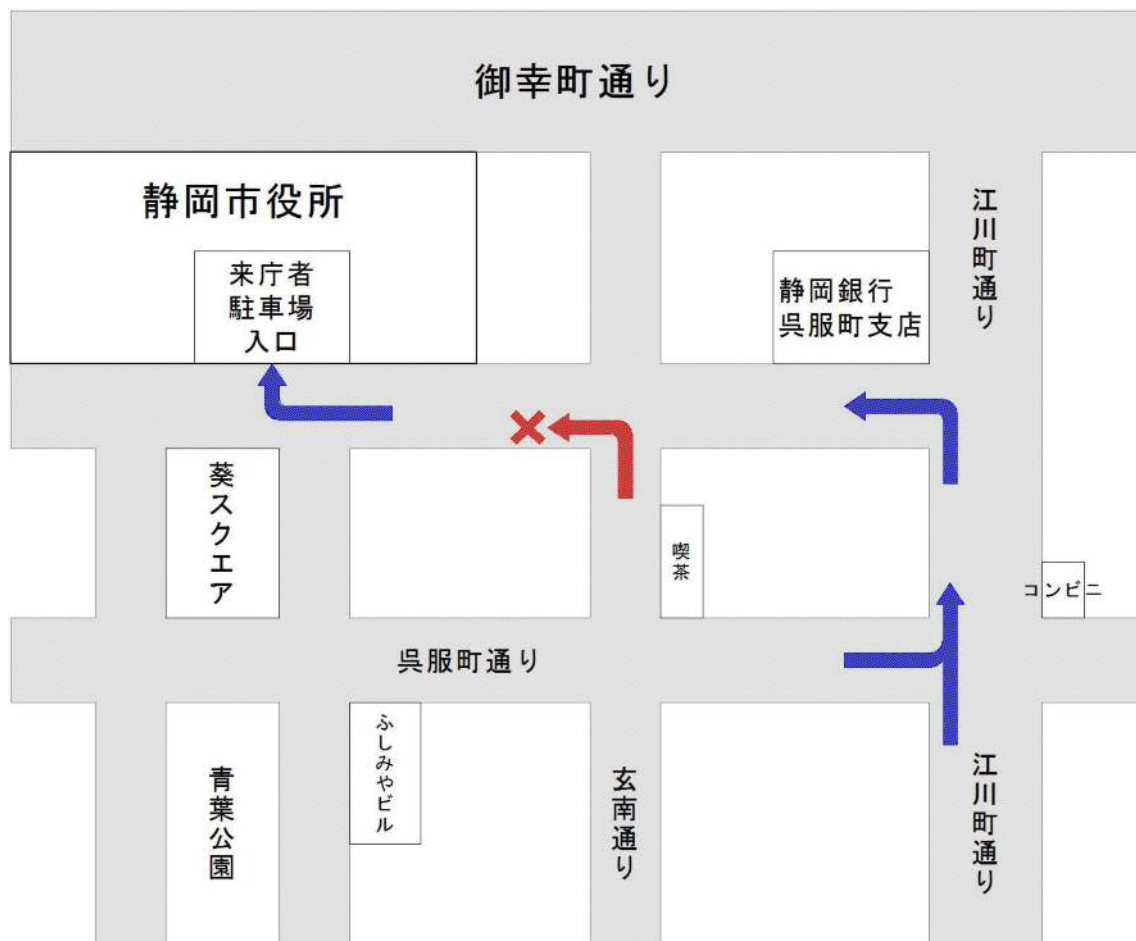 御幸町通り
静岡市役所
来庁者
駐車場
入口
静岡銀行
呉服町支店
江川町通り
葵スクエア
喫茶
コンビニ
呉服町通り
青葉公園
ふしみやビル
玄南通り
江川町通り